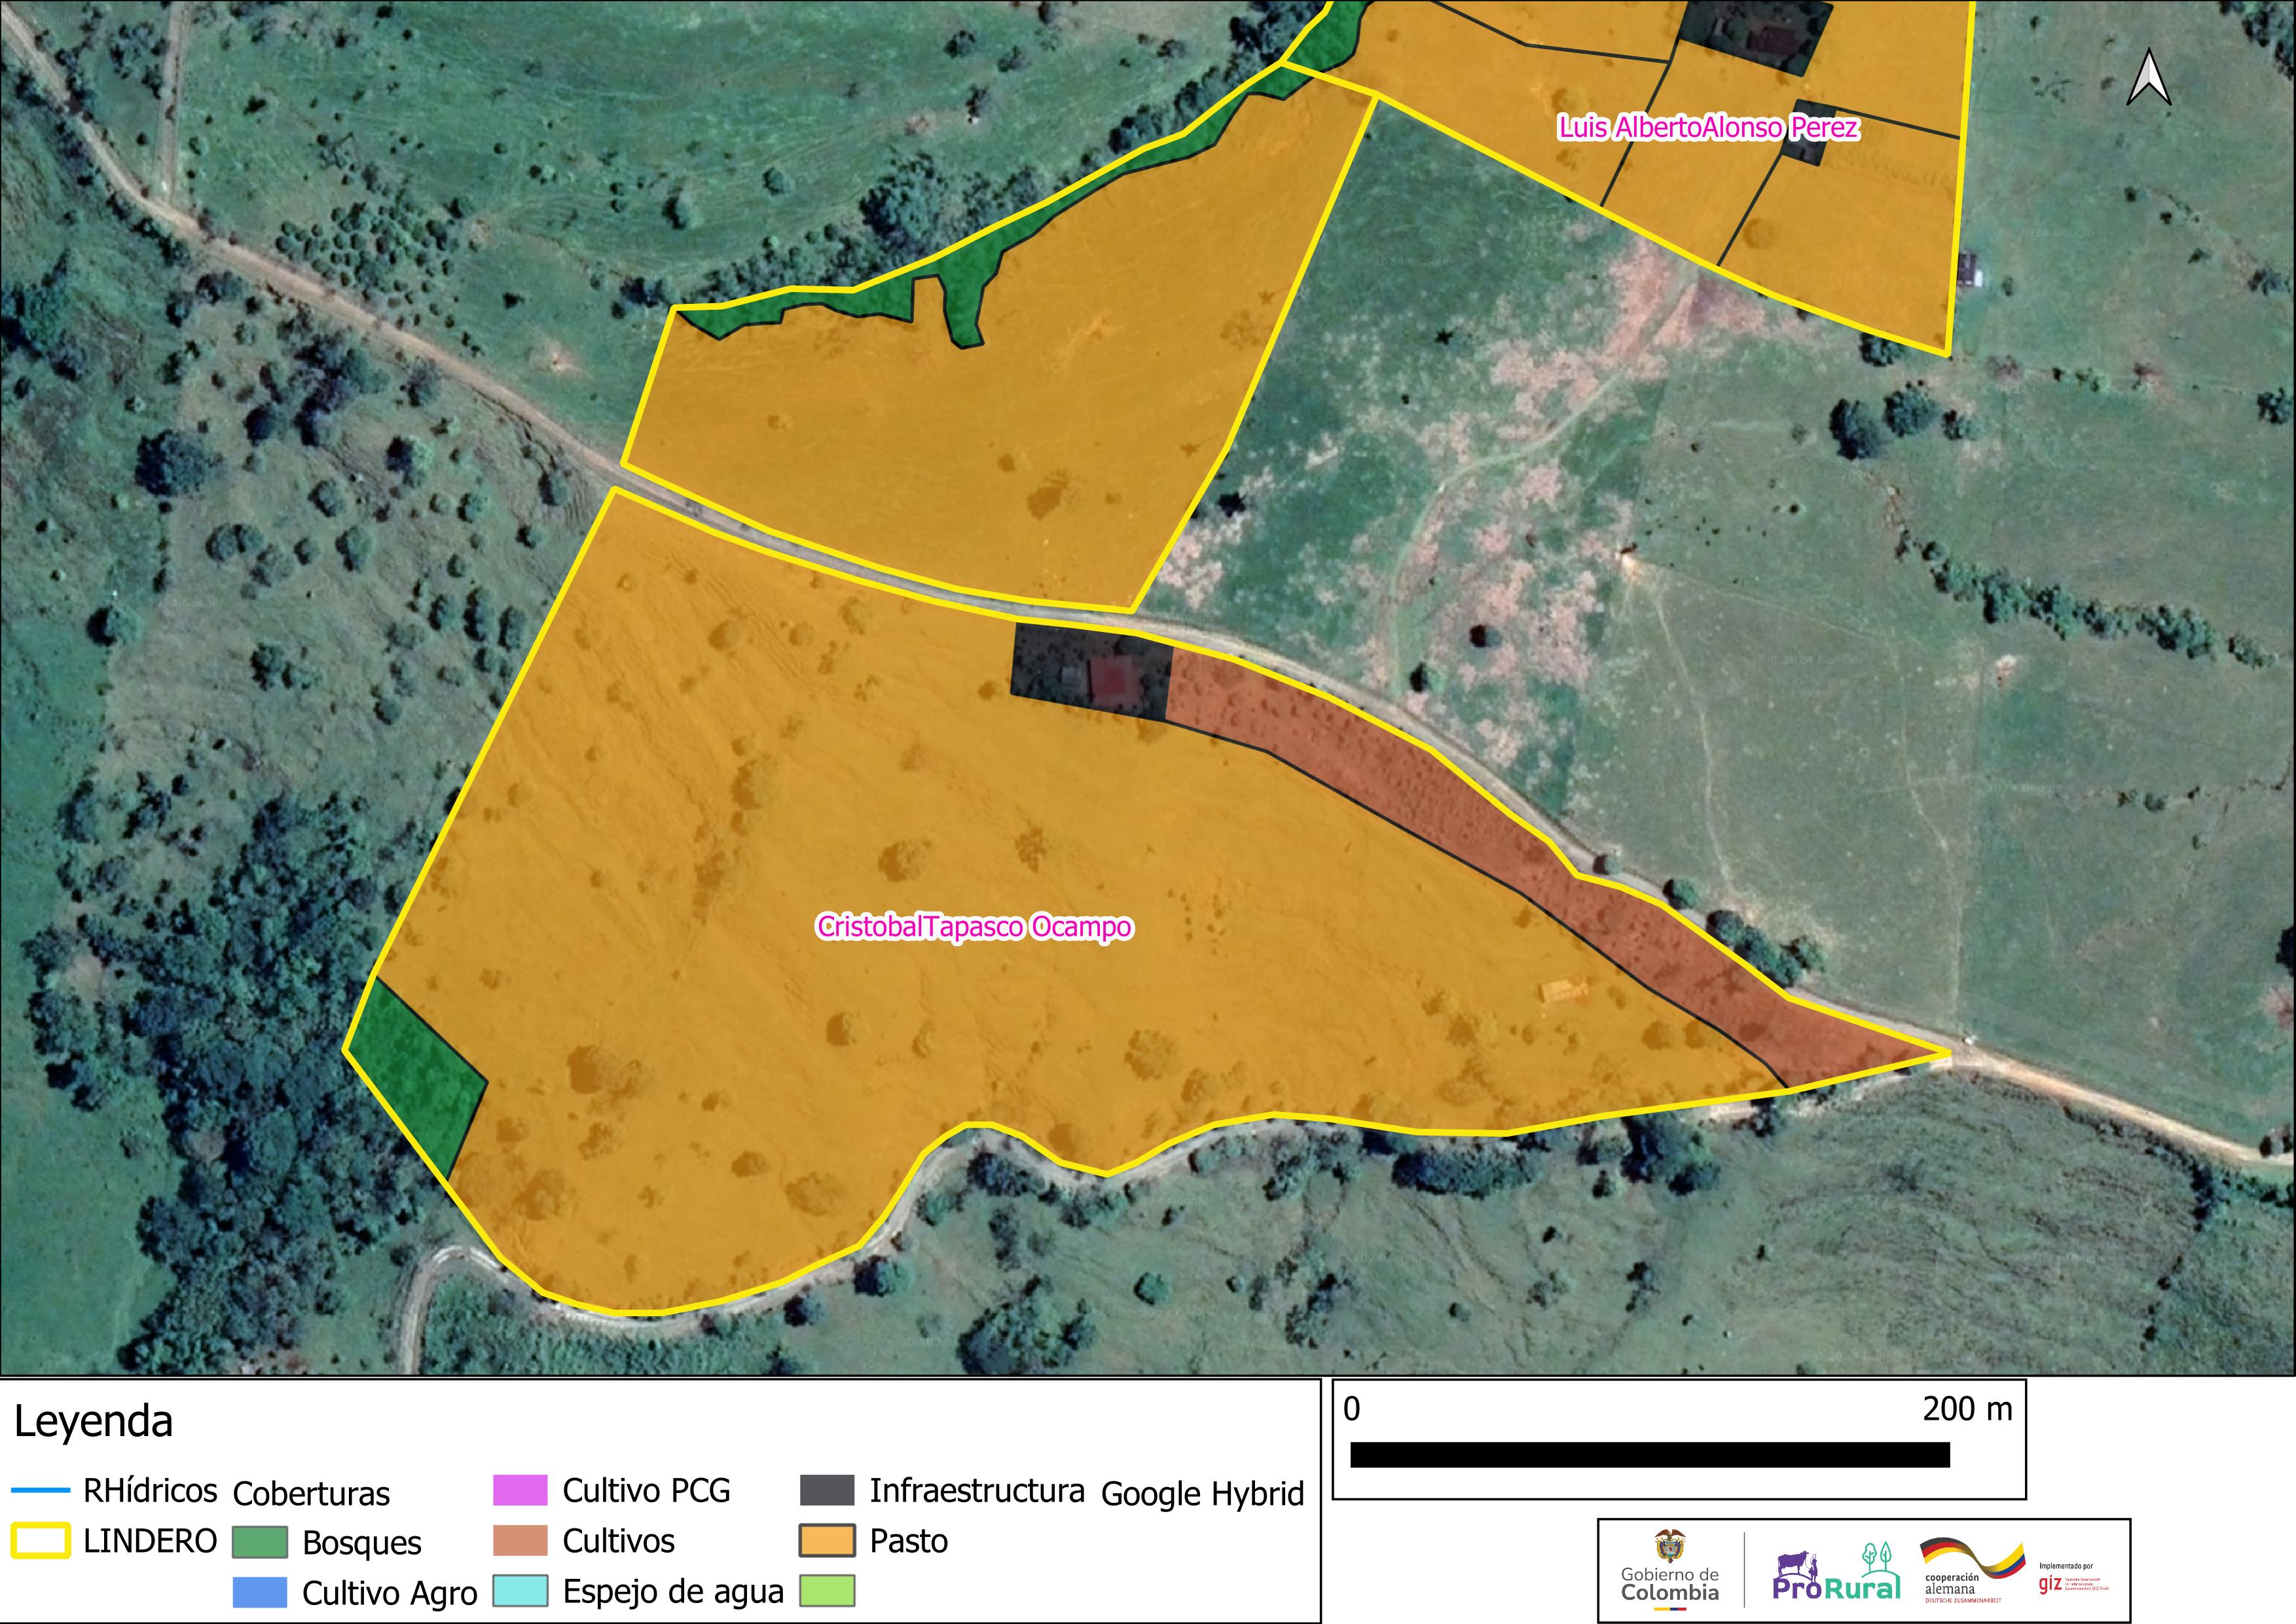 Luis AlbertoAlonso Perez
CristobalTapasco Ocampo
Leyenda
RHídricos
LINDERO
Coberturas
Bosques
Cultivo Agro
Cultivo PCG
Cultivos
Espejo de agua
Infraestructura
Pasto
Google Hybrid
0
200 m
Gobierno de
Colombia
ProRural
cooperación
alemana
DEUTSCHE ZUSAMMENARBEIT
Implementado por
giz